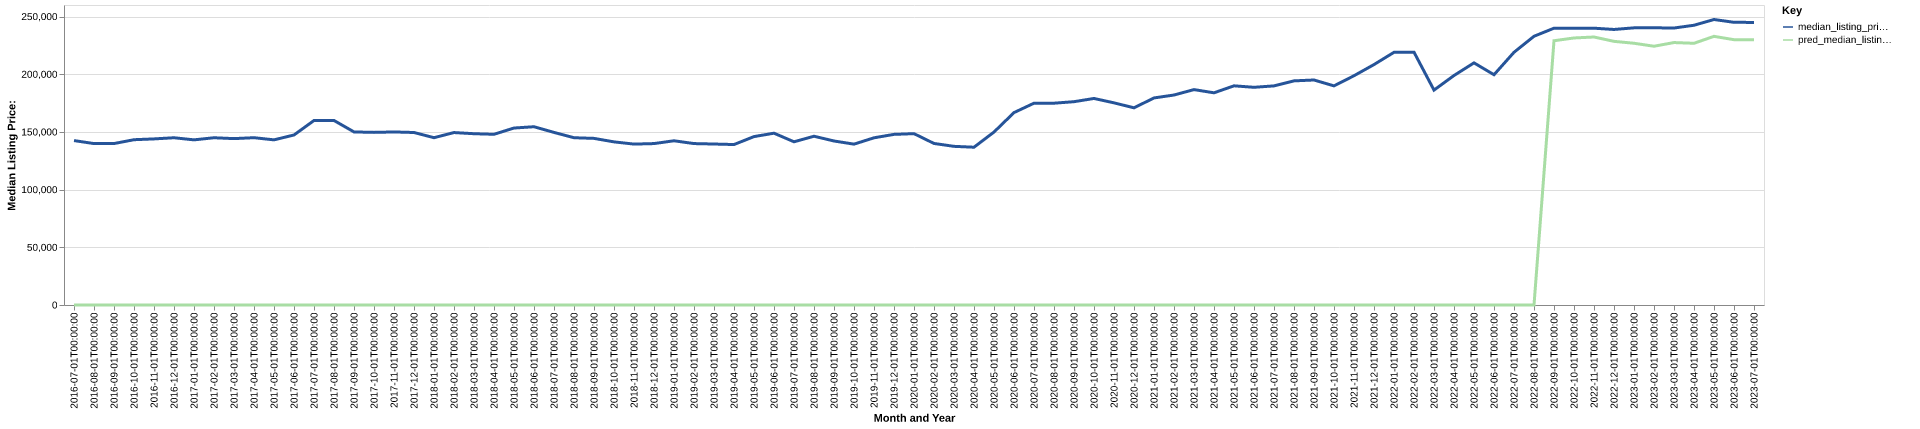 Median Listing Price:
250,000
200,000
150,000
100,000
50,000
0
2016-07-01T00:00:00
2016-08-01T00:00:00
2016-09-01T00:00:00
2016-10-01T00:00:00
2016-11-01T00:00:00
2016-12-01T00:00:00
2017-01-01T00:00:00
2017-02-01T00:00:00
2017-03-01T00:00:00
2017-04-01T00:00:00
2017-05-01T00:00:00
2017-06-01T00:00:00
2017-07-01T00:00:00
2017-08-01T00:00:00
2017-09-01T00:00:00
2017-10-01T00:00:00
2017-11-01T00:00:00
2017-12-01T00:00:00
2018-01-01T00:00:00
2018-02-01T00:00:00
2018-03-01T00:00:00
2018-04-01T00:00:00
2018-05-01T00:00:00
2018-06-01T00:00:00
2018-07-01T00:00:00
2018-08-01T00:00:00
2018-09-01T00:00:00
2018-10-01T00:00:00
2018-11-01T00:00:00
2018-12-01T00:00:00
2019-01-01T00:00:00
2019-02-01T00:00:00
2019-03-01T00:00:00
2019-04-01T00:00:00
2019-05-01T00:00:00
2019-06-01T00:00:00
2019-07-01T00:00:00
2019-08-01T00:00:00
2019-09-01T00:00:00
2019-10-01T00:00:00
2019-11-01T00:00:00
2019-12-01T00:00:00
2020-01-01T00:00:00
2020-02-01T00:00:00
2020-03-01T00:00:00
2020-04-01T00:00:00
2020-05-01T00:00:00
2020-06-01T00:00:00
2020-07-01T00:00:00
2020-08-01T00:00:00
2020-09-01T00:00:00
2020-10-01T00:00:00
2020-11-01T00:00:00
2020-12-01T00:00:00
2021-01-01T00:00:00
2021-02-01T00:00:00
2021-03-01T00:00:00
2021-04-01T00:00:00
2021-05-01T00:00:00
2021-06-01T00:00:00
2021-07-01T00:00:00
2021-08-01T00:00:00
2021-09-01T00:00:00
2021-10-01T00:00:00
2021-11-01T00:00:00
2021-12-01T00:00:00
2022-01-01T00:00:00
2022-02-01T00:00:00
2022-03-01T00:00:00
2022-04-01T00:00:00
2022-05-01T00:00:00
2022-06-01T00:00:00
2022-07-01T00:00:00
2022-08-01T00:00:00
2022-09-01T00:00:00
2022-10-01T00:00:00
2022-11-01T00:00:00
2022-12-01T00:00:00
2023-01-01T00:00:00
2023-02-01T00:00:00
2023-03-01T00:00:00
2023-04-01T00:00:00
2023-05-01T00:00:00
2023-06-01T00:00:00
2023-07-01T00:00:00
Month and Year
Key
median_listing_pri…
pred_median_listin…